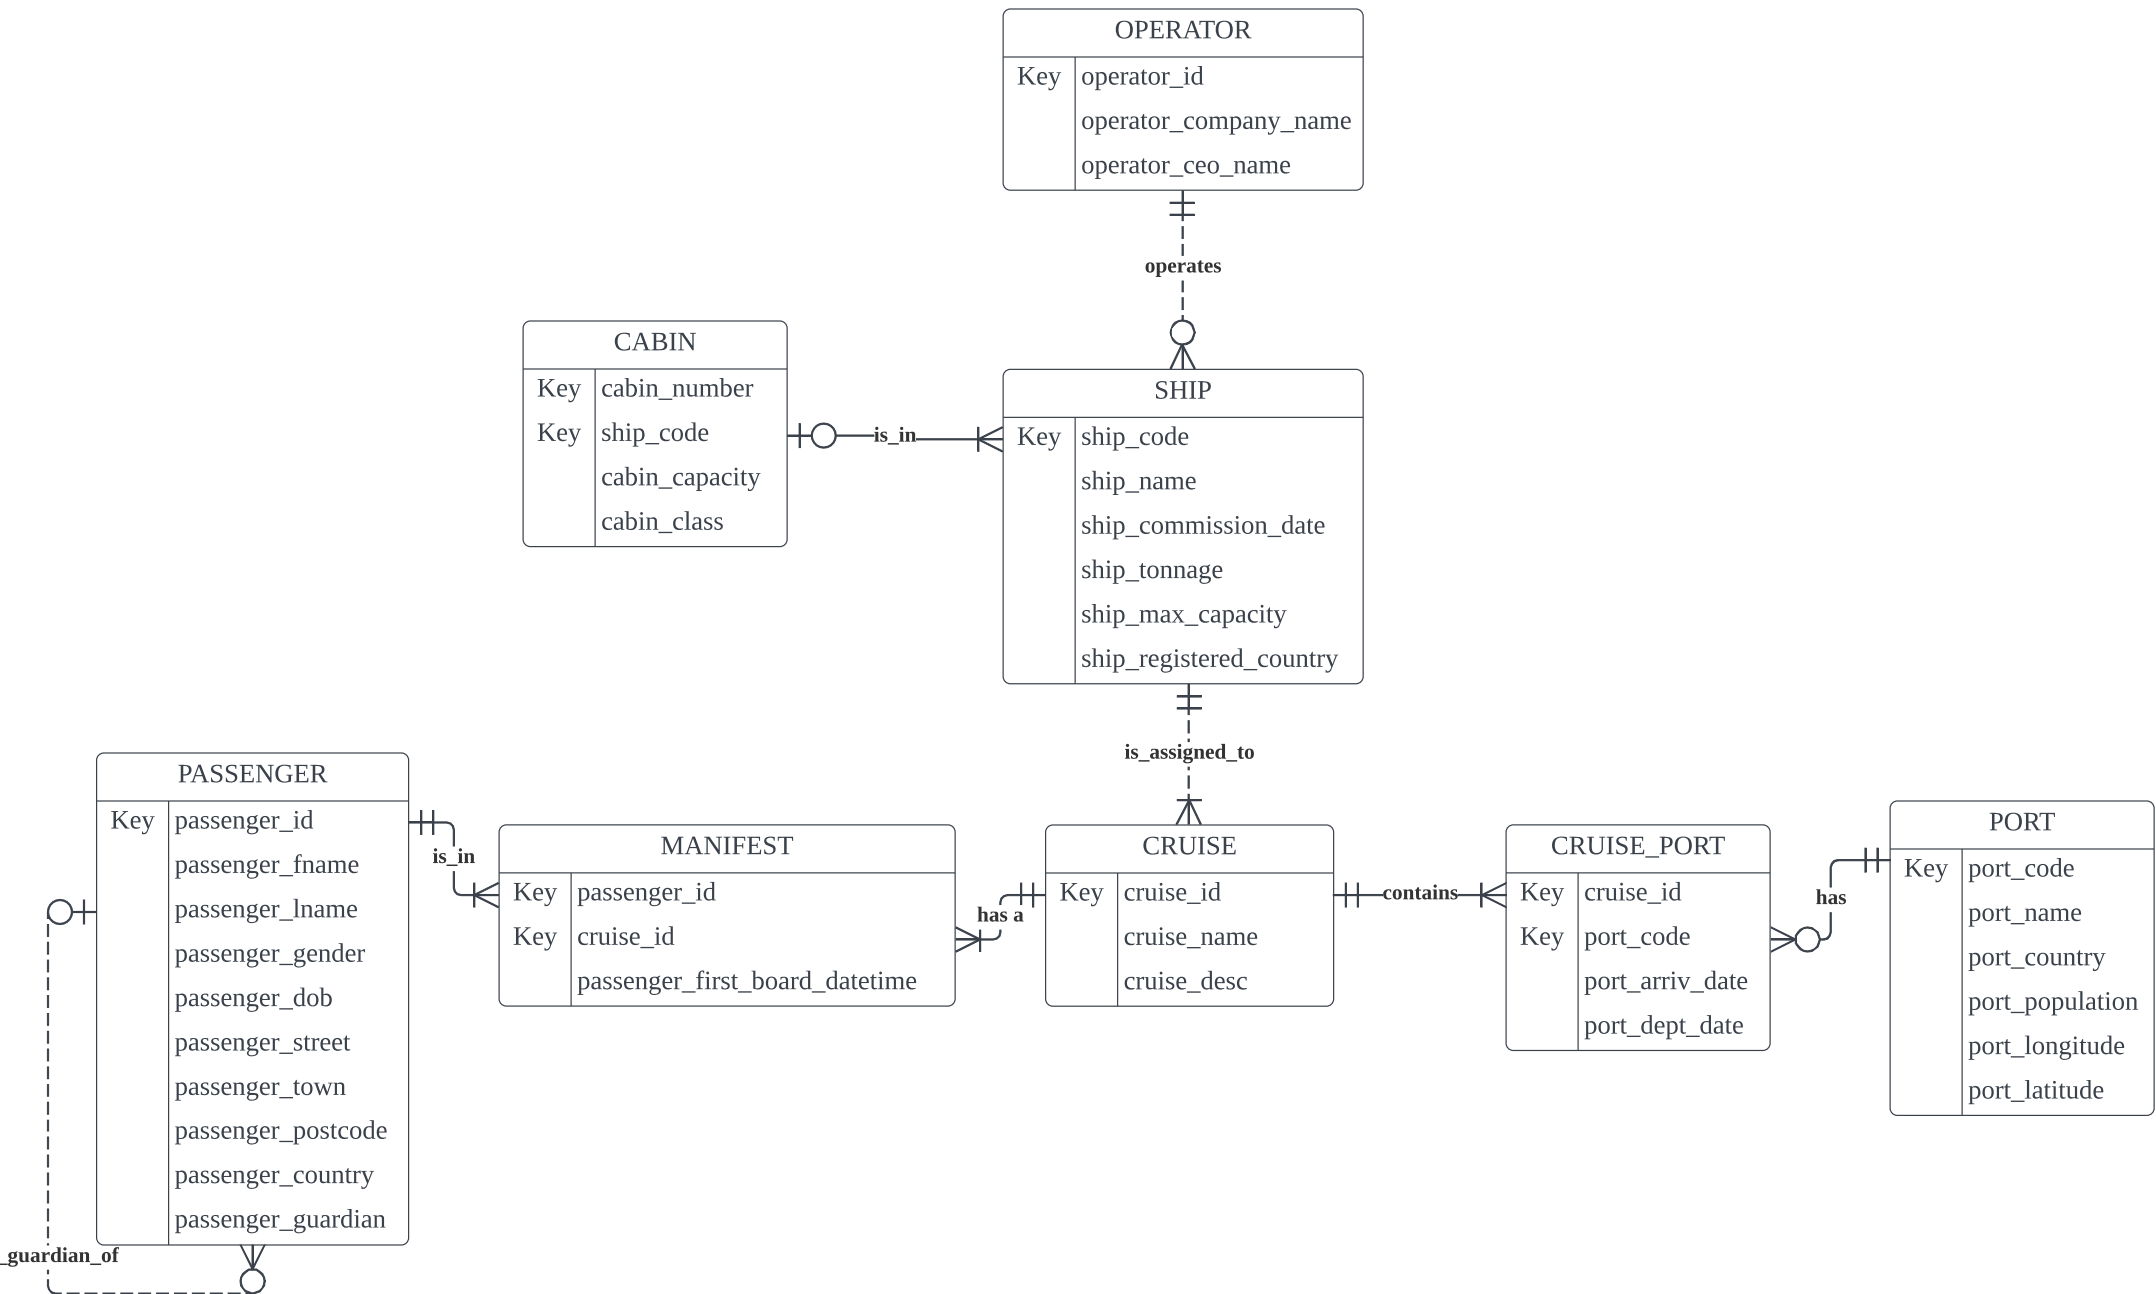 OPERATOR
Key operator_id
operator_company_name
operator_ceo_name
operates
CABIN
Key cabin_number
Key ship_code
cabin_capacity
cabin_class
is_in
SHIP
Key ship_code
ship_name
ship_commission_date
ship_tonnage
ship_max_capacity
ship_registered_country
is_assigned_to
PASSENGER
Key passenger_id
passenger_fname
passenger_lname
passenger_gender
passenger_dob
passenger_street
passenger_town
passenger_postcode
passenger_country
passenger_guardian
_guardian_of
is_in
MANIFEST
Key passenger_id
Key cruise_id
passenger_first_board_datetime
has a
CRUISE
Key cruise_id
cruise_name
cruise_desc
contains
CRUISE_PORT
Key cruise_id
Key port_code
port_arriv_date
port_dept_date
has
PORT
Key port_code
port_name
port_country
port_population
port_longitude
port_latitude